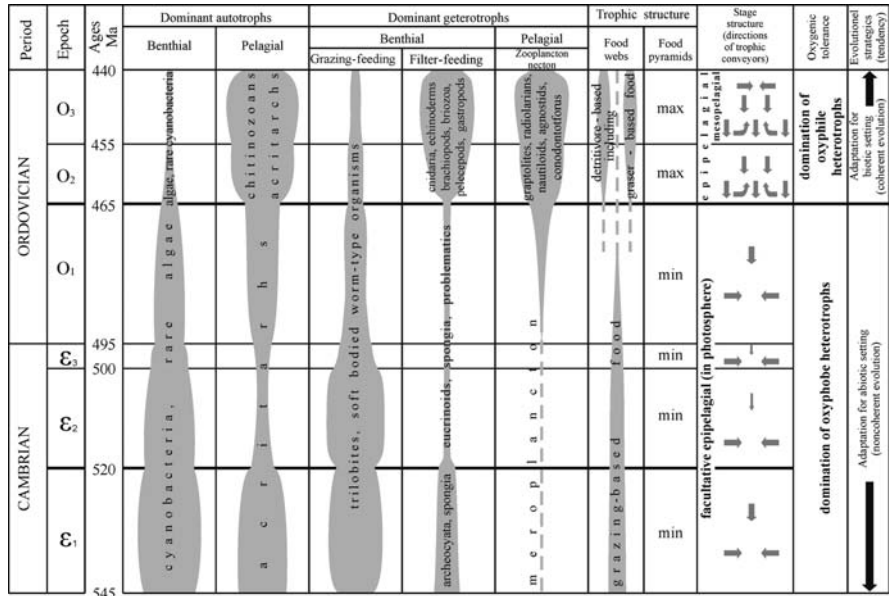 Period
Epoch
Ages
Ma
Dominant autotrophs
Benthial
Pelagial
Dominant geterotrophs
Benthial
Grazing-feeding
Filter-feeding
Pelagial
Zooplancton
necton
Trophic structure
Food
webs
Food
pyramids
Stage
structure
(directions
of trophic
conveyors)
Oxygenic
tolerance
Evolutionel
strategics
(tendency)
ORDOVICIAN
CAMBRIAN
O3
O2
O1
Є3
Є2
Є1
440
455
465
495
500
520
545
cyanobacteria, rare algae
algae, rare cyanobacteria
acritarhs
chitinozoans
acritarchs
trilobites, soft bodied worm-type organisms
cnidaria, echinoderms
brachiopods, briozoa,
pelecepods, gastropods
eucrinoids, spongia, problematics
archeocyata, spongia
graptolites, radiolarians,
nautiloids, agnostids,
conodontotforus
meroplancton
detritivore-based
including
graser - based food
grazing-based food
max
max
min
min
min
min
epipelagial
mesopelagial
facultative epipelagial (in photosphere)
domination of
oxyphile
heterotrophs
domination of oxyphobe heterotrophs
Adaptation for
biotic setting
(coherent evolution)
Adaptation for abiotic setting
(noncoherent evolution)